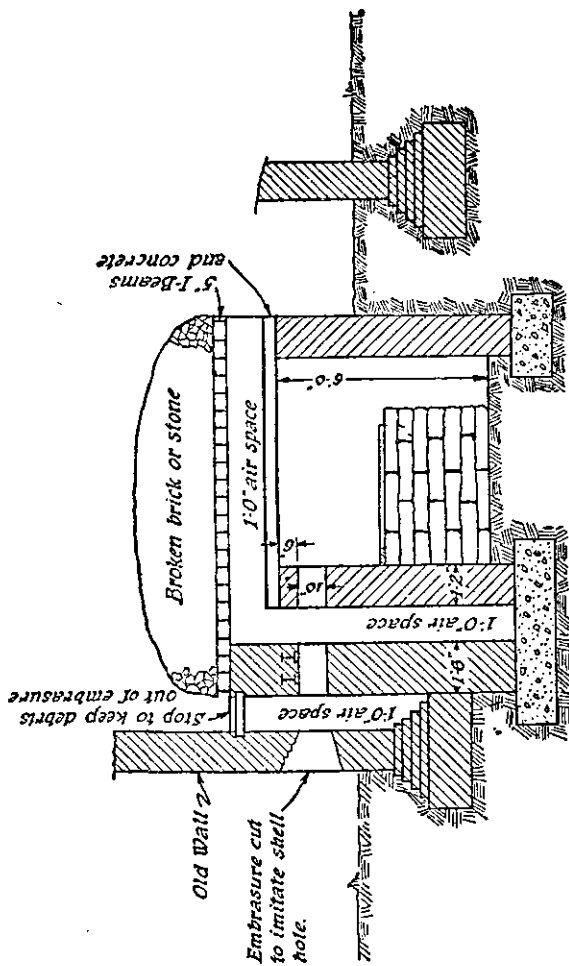 5" I-Beams
and concrete
Broken brick or stone
1'-0" air space
6'-0"
6"
10"
1'-2"
1'-0" air space
1'-6"
Stop to keep debris
out of embrasure
1'-0" air space
Old Wall
Embrasure cut
to imitate shell
hole.